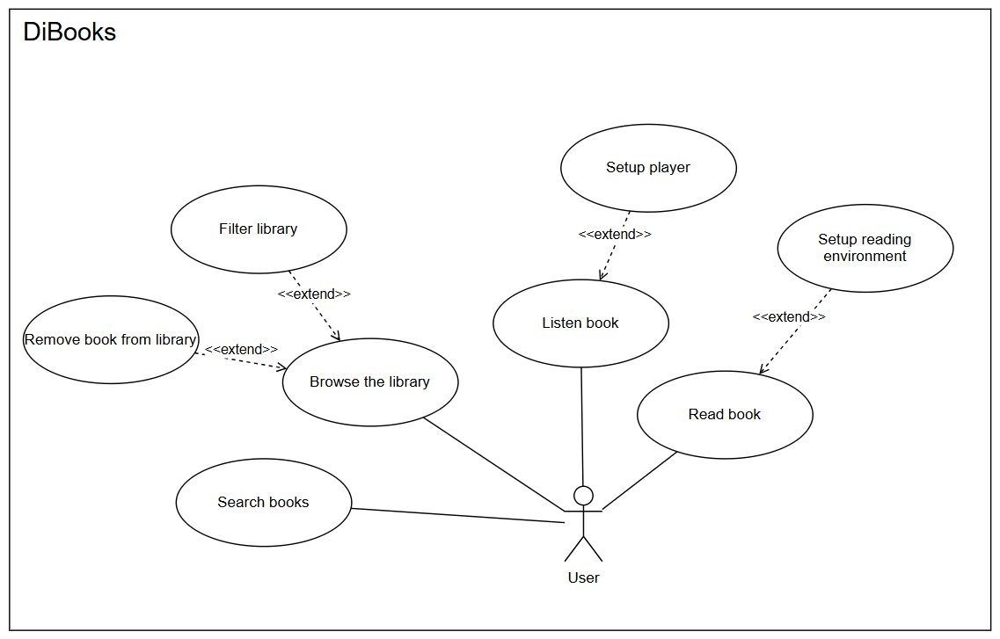 DiBooks
Setup player
Filter library
<<extend>>
Setup reading
environment
<<extend>>
<<extend>>
Listen book
Remove book from library
<<extend>>
Browse the library
Read book
Search books
User